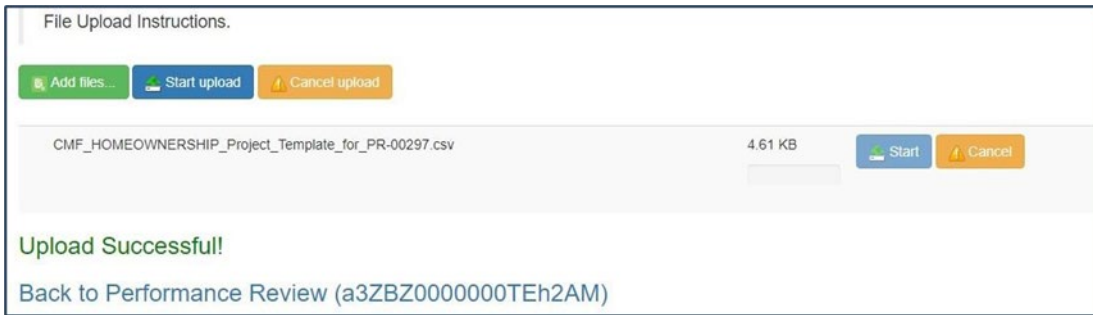 File Upload Instructions.
Add files... Start upload Cancel upload
CMF_HOMEOWNERSHIP_Project_Template_for_PR-00297.csv 4.61 KB Start Cancel
Upload Successful!
Back to Performance Review (a3ZBZ0000000TEh2AM)